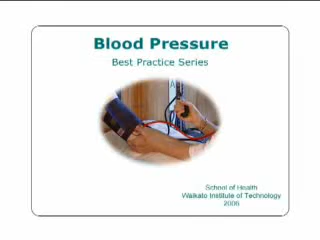 Blood Pressure
Best Practice Series
School of Health
Waikato Institute of Technology
2006